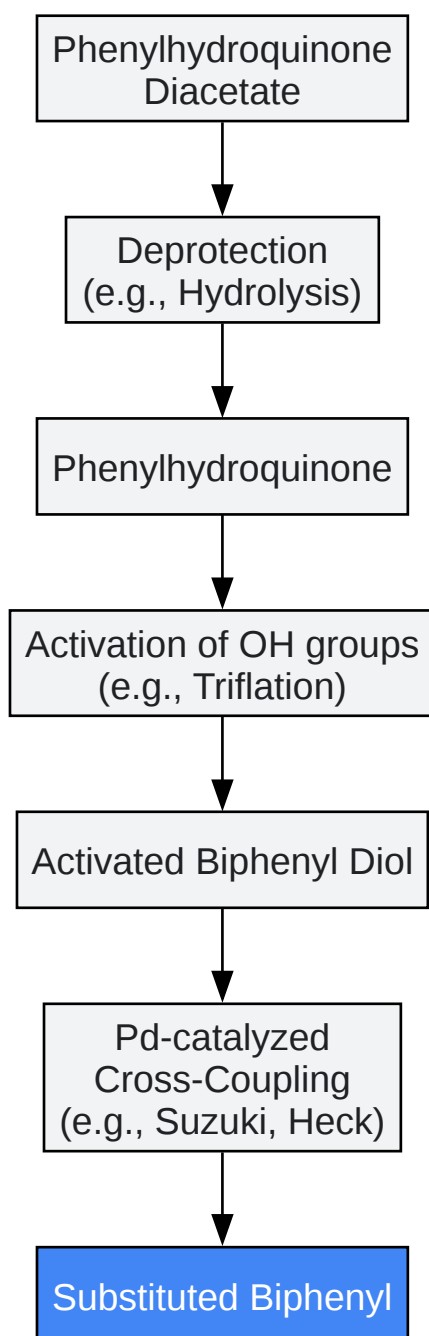 Phenylhydroquinone
Diacetate
Deprotection
(e.g., Hydrolysis)
Phenylhydroquinone
Activation of OH groups
(e.g., Triflation)
Activated Biphenyl Diol
Pd-catalyzed
Cross-Coupling
(e.g., Suzuki, Heck)
Substituted Biphenyl